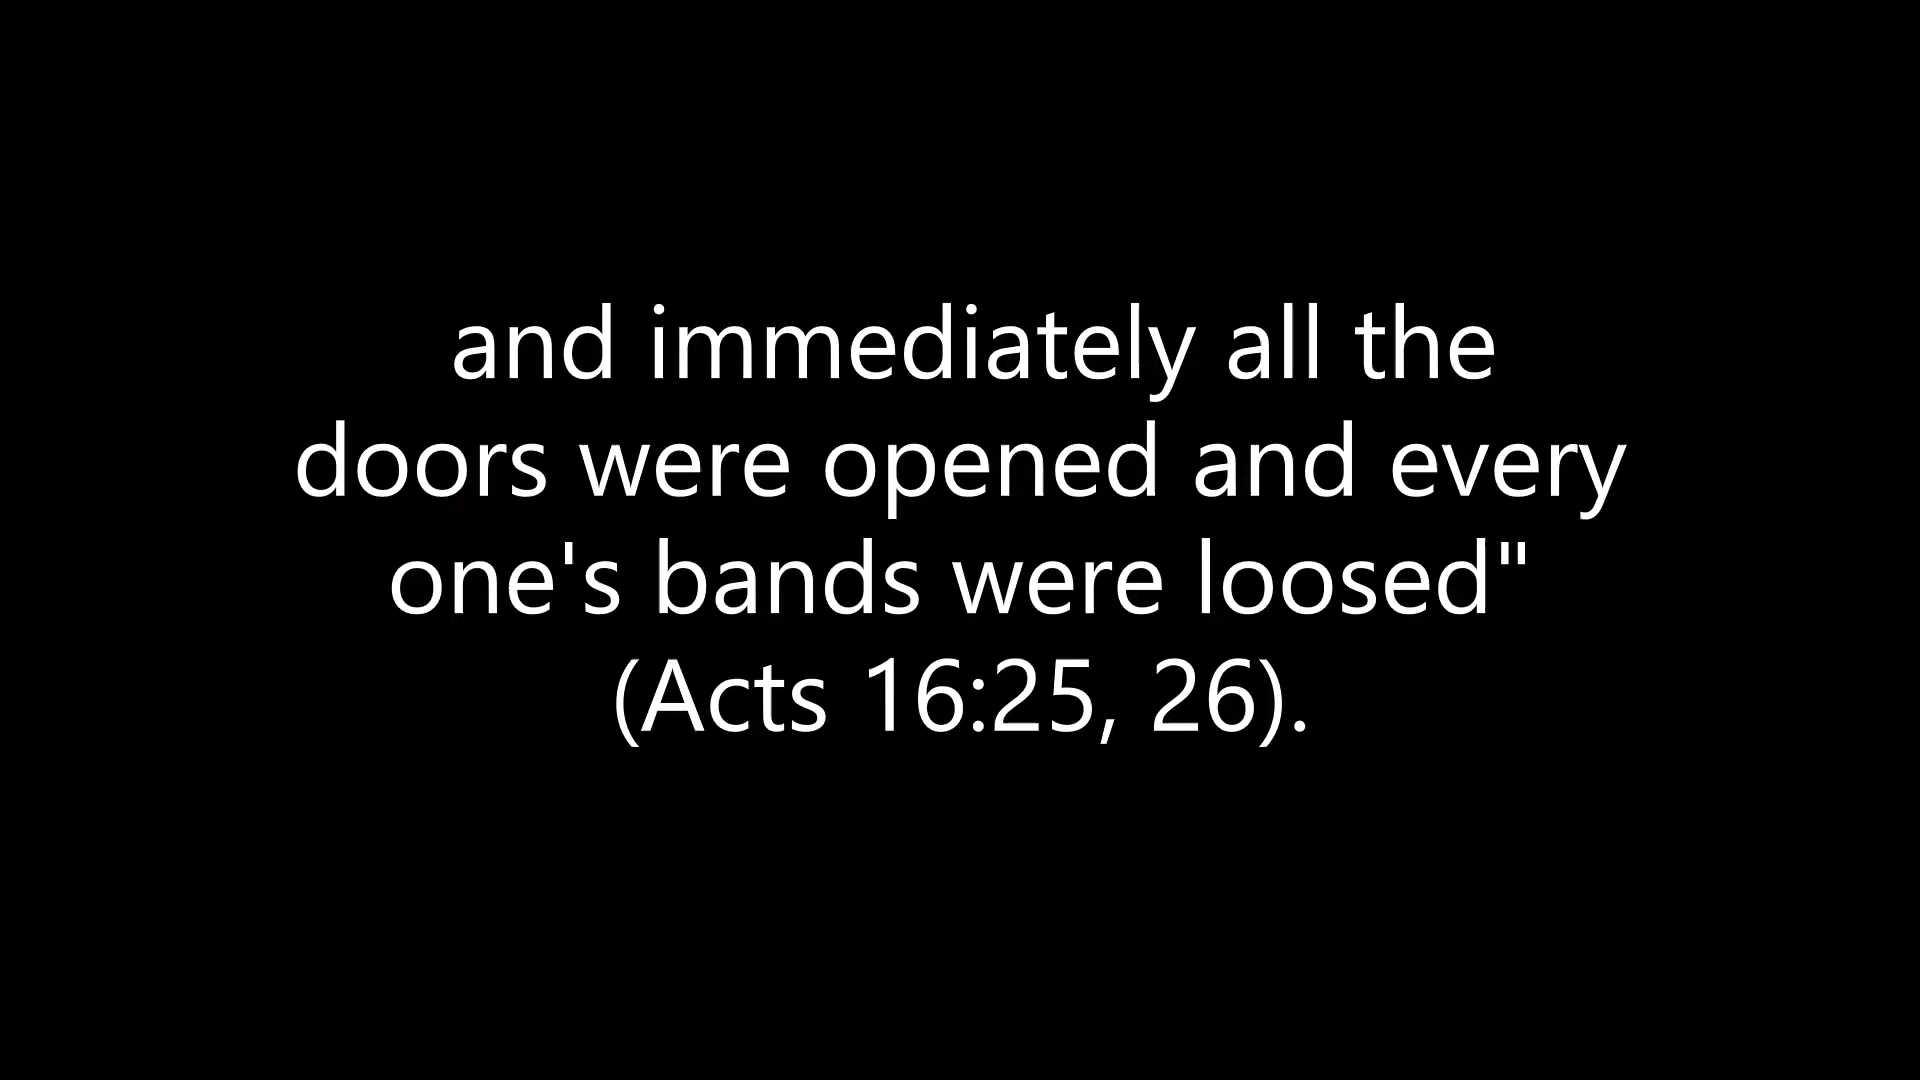 and immediately all the
doors were opened and every
one's bands were loosed"
(Acts 16:25, 26).